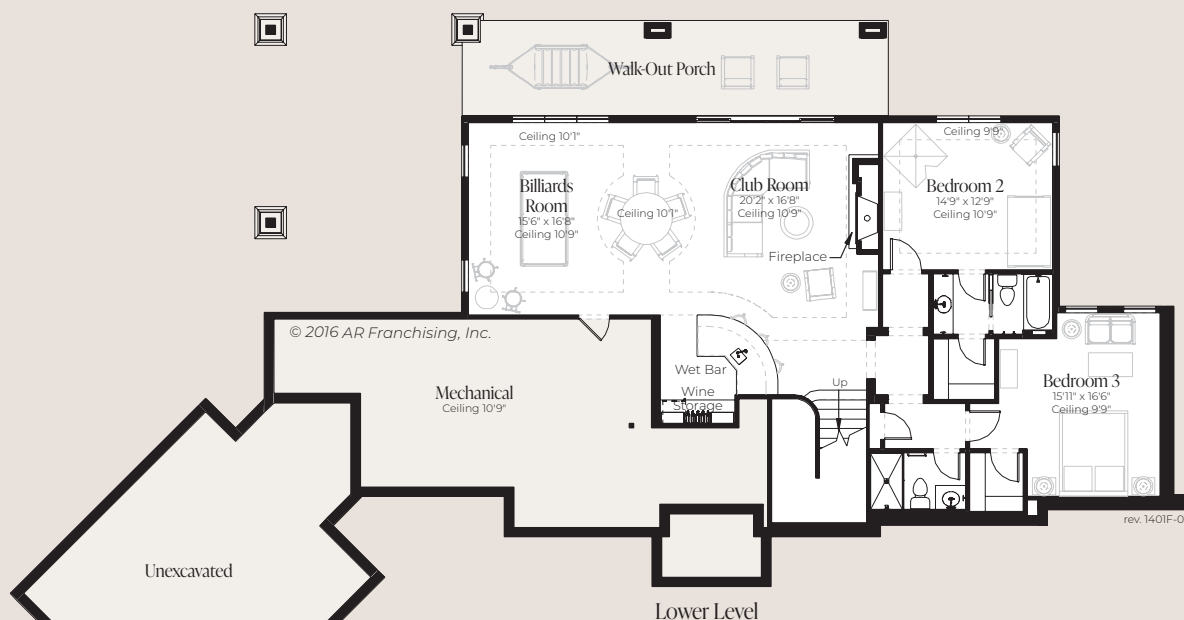 Walk-Out Porch
Ceiling 10'1"
Ceiling 9'9"
Billiards
Room
15'6" x 16'8"
Ceiling 10'9"
Ceiling 10'1"
Club Room
20'2" x 16'8"
Ceiling 10'9"
Bedroom 2
14'9" x 12'9"
Ceiling 10'9"
Fireplace
© 2016 AR Franchising, Inc.
Wet Bar
Wine
Storage
Up
Mechanical
Ceiling 10'9"
Bedroom 3
15'11" x 16'6"
Ceiling 9'9"
rev. 1401F-0
Unexcavated
Lower Level